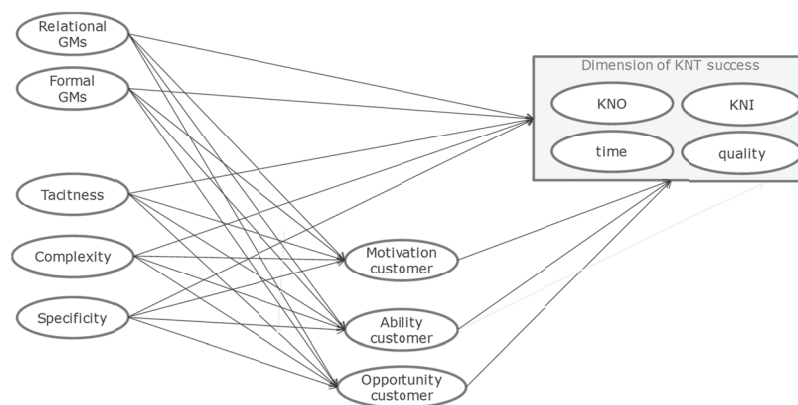 Relational
GMs
Formal
GMs
Tacitness
Complexity
Specificity
Motivation
customer
Ability
customer
Opportunity
customer
Dimension of KNT success
KNO
KNI
time
quality